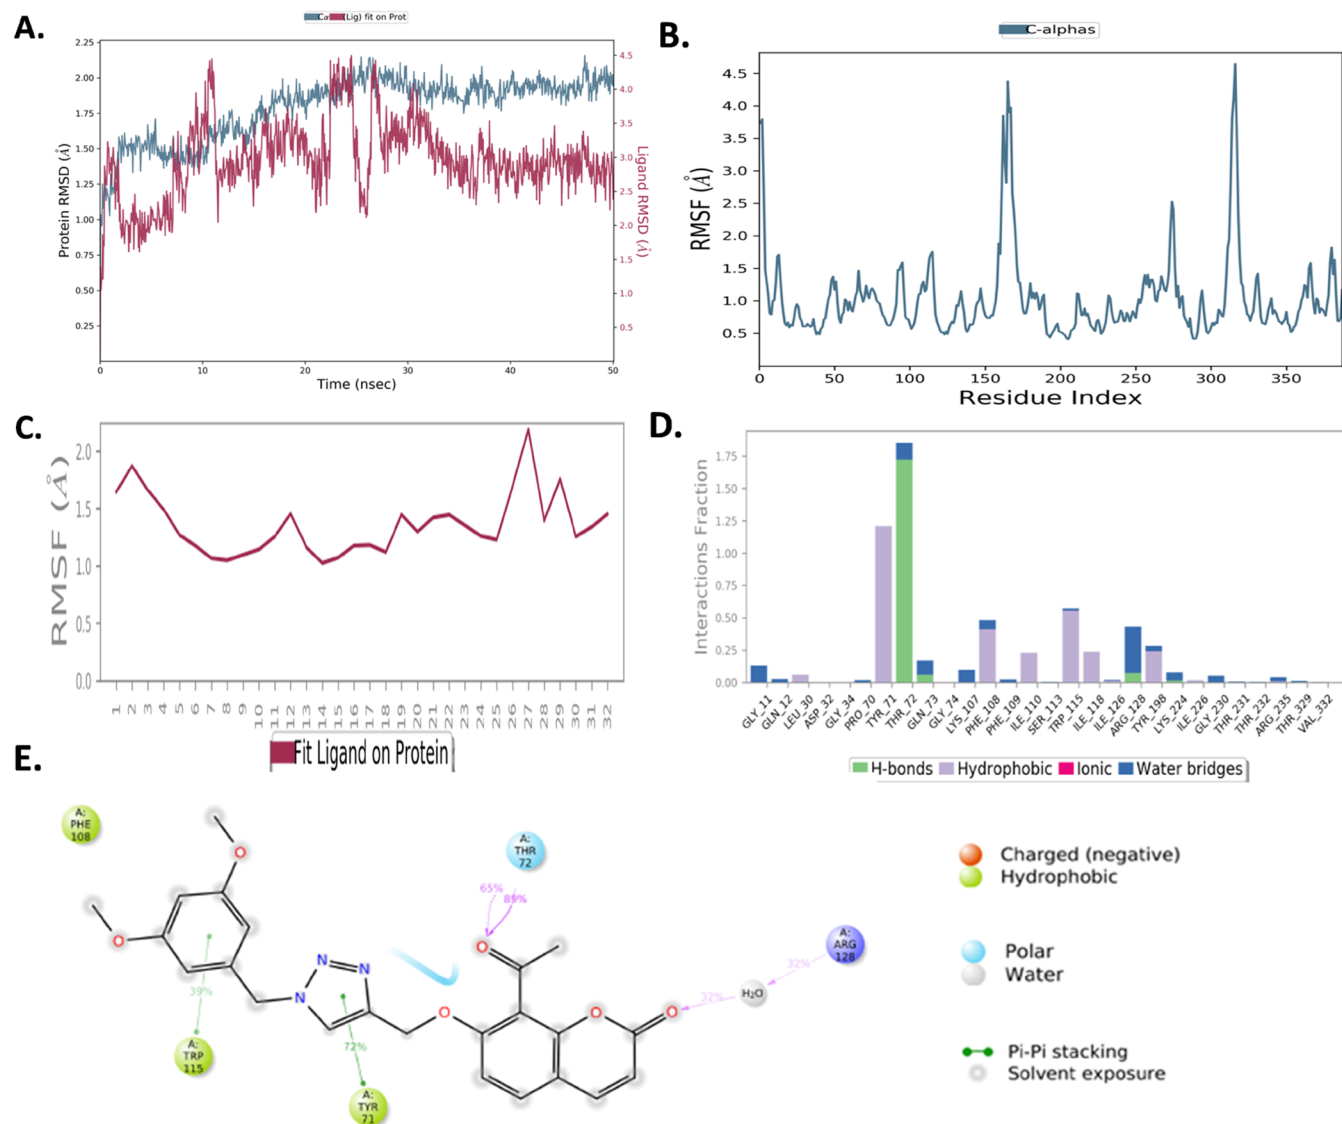 A.
Cα
(Lig) fit on Prot
2.25
2.00
1.75
1.50
1.25
1.00
0.75
0.50
0.25
Protein RMSD (Å)
4.5
4.0
3.5
3.0
2.5
2.0
1.5
1.0
0.5
Ligand RMSD (Å)
0 10 20 30 40 50
Time (nsec)
B.
C-alphas
4.5
4.0
3.5
3.0
2.5
2.0
1.5
1.0
0.5
RMSF (Å)
0 50 100 150 200 250 300 350
Residue Index
C.
2.0
1.5
1.0
0.5
0.0
RMSF (Å)
1 2 3 4 5 6 7 8 9 10 11 12 13 14 15 16 17 18 19 20 21 22 23 24 25 26 27 28 29 30 31 32
Fit Ligand on Protein
D.
1.75
1.50
1.25
1.00
0.75
0.50
0.25
0.00
Interactions Fraction
GLY_11 GLN_12 LEU_30 ASP_32 GLY_34 PRO_70 TYR_71 THR_72 GLN_73 GLY_74 LYS_107 PHE_108 PHE_109 ILE_110 SER_113 TRP_115 ILE_118 ILE_126 ARG_128 TYR_198 LYS_224 ILE_226 GLY_230 THR_231 THR_232 ARG_235 THR_329 VAL_332
H-bonds Hydrophobic Ionic Water bridges
E.
A:
PHE
108
A:
THR
72
65%
89%
O
O
O
N
N
N
O
O
O
39%
72%
32%
32%
H₂O
A:
ARG
128
A:
TRP
115
A:
TYR
71
Charged (negative)
Hydrophobic
Polar
Water
Pi-Pi stacking
Solvent exposure